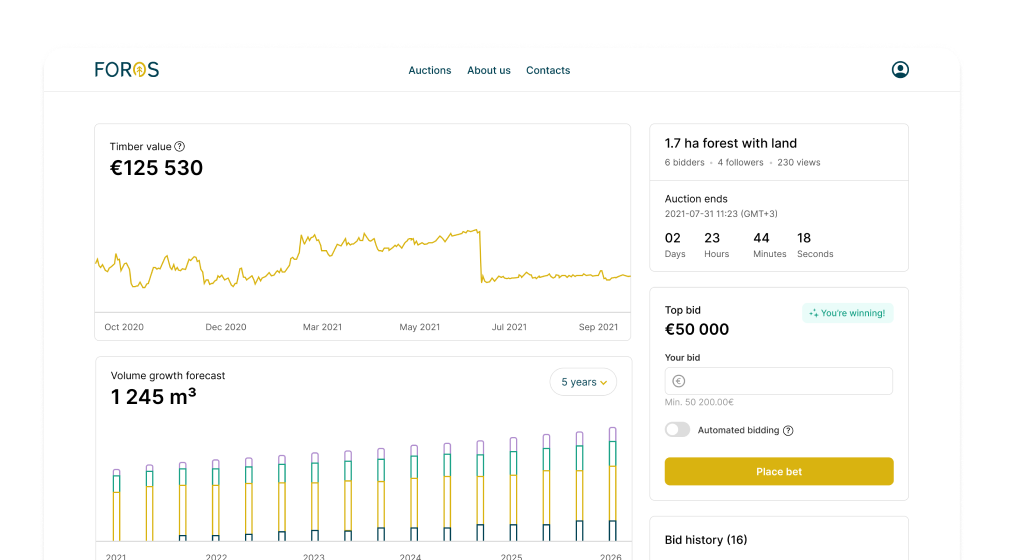 FOROS
Auctions About us Contacts
Timber value ?
€125 530
Oct 2020 Dec 2020 Mar 2021 May 2021 Jul 2021 Sep 2021
Volume growth forecast
1 245 m³
5 years
2021 2022 2023 2024 2025 2026
1.7 ha forest with land
6 bidders • 4 followers • 230 views
Auction ends
2021-07-31 11:23 (GMT+3)
02 23 44 18
Days Hours Minutes Seconds
Top bid
You're winning!
€50 000
Your bid
€
Min. 50 200.00€
Automated bidding ?
Place bet
Bid history (16)